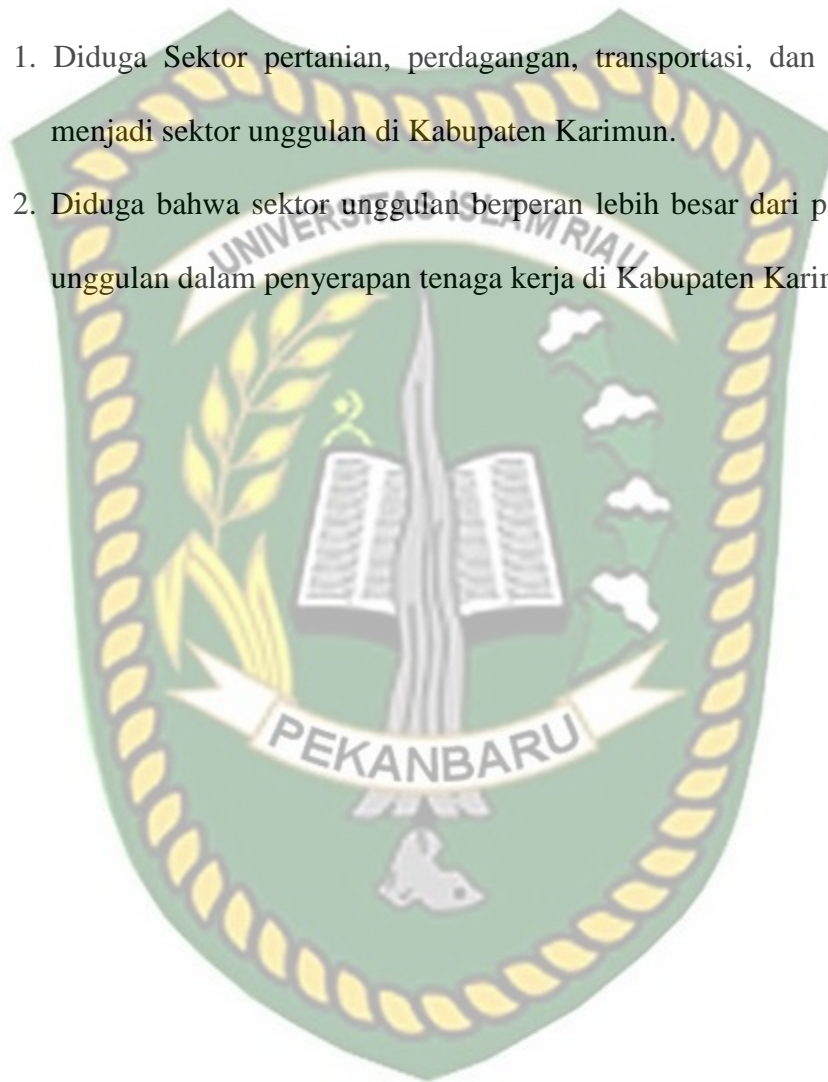 1. Diduga Sektor pertanian, perdagangan, transportasi, dan
menjadi sektor unggulan di Kabupaten Karimun.
2. Diduga bahwa sektor unggulan berperan lebih besar dari
unggulan dalam penyerapan tenaga kerja di Kabupaten
UNIVERSITAS ISLAM RIAU
PEKANBARU